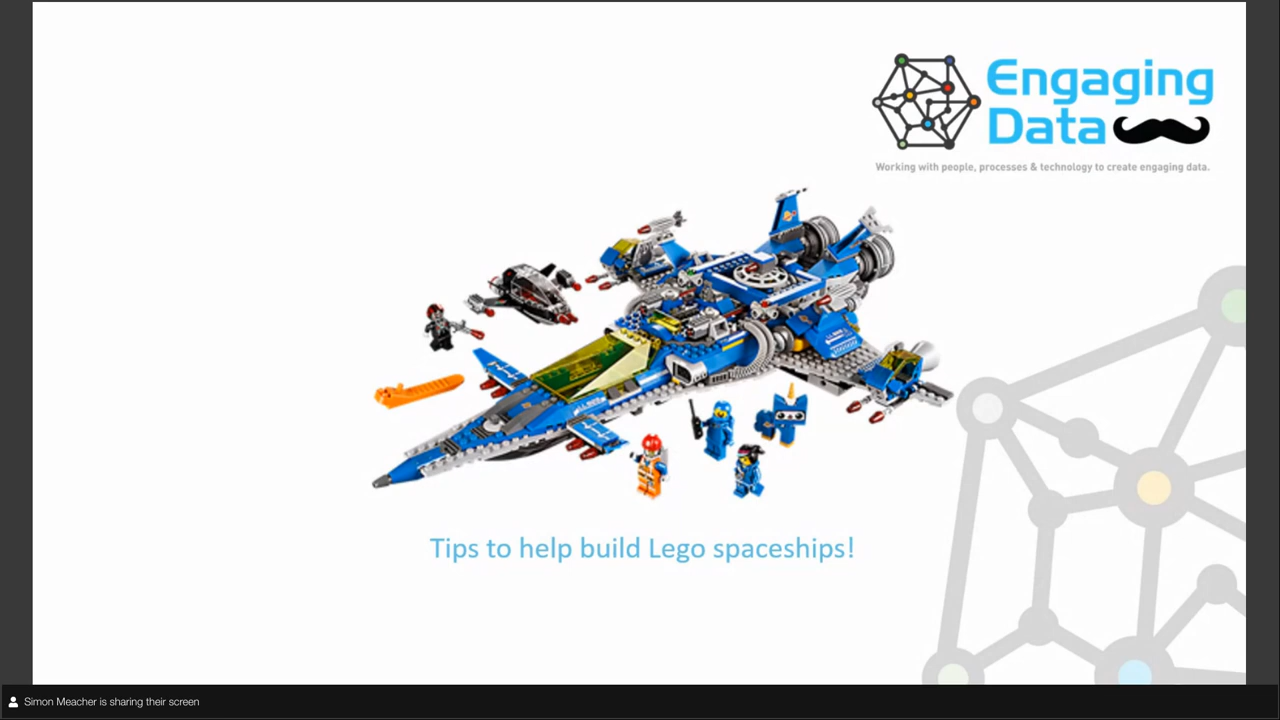 Engaging
Data
Working with people, processes & technology to create engaging data.
Tips to help build Lego spaceships!
Simon Meacher is sharing their screen